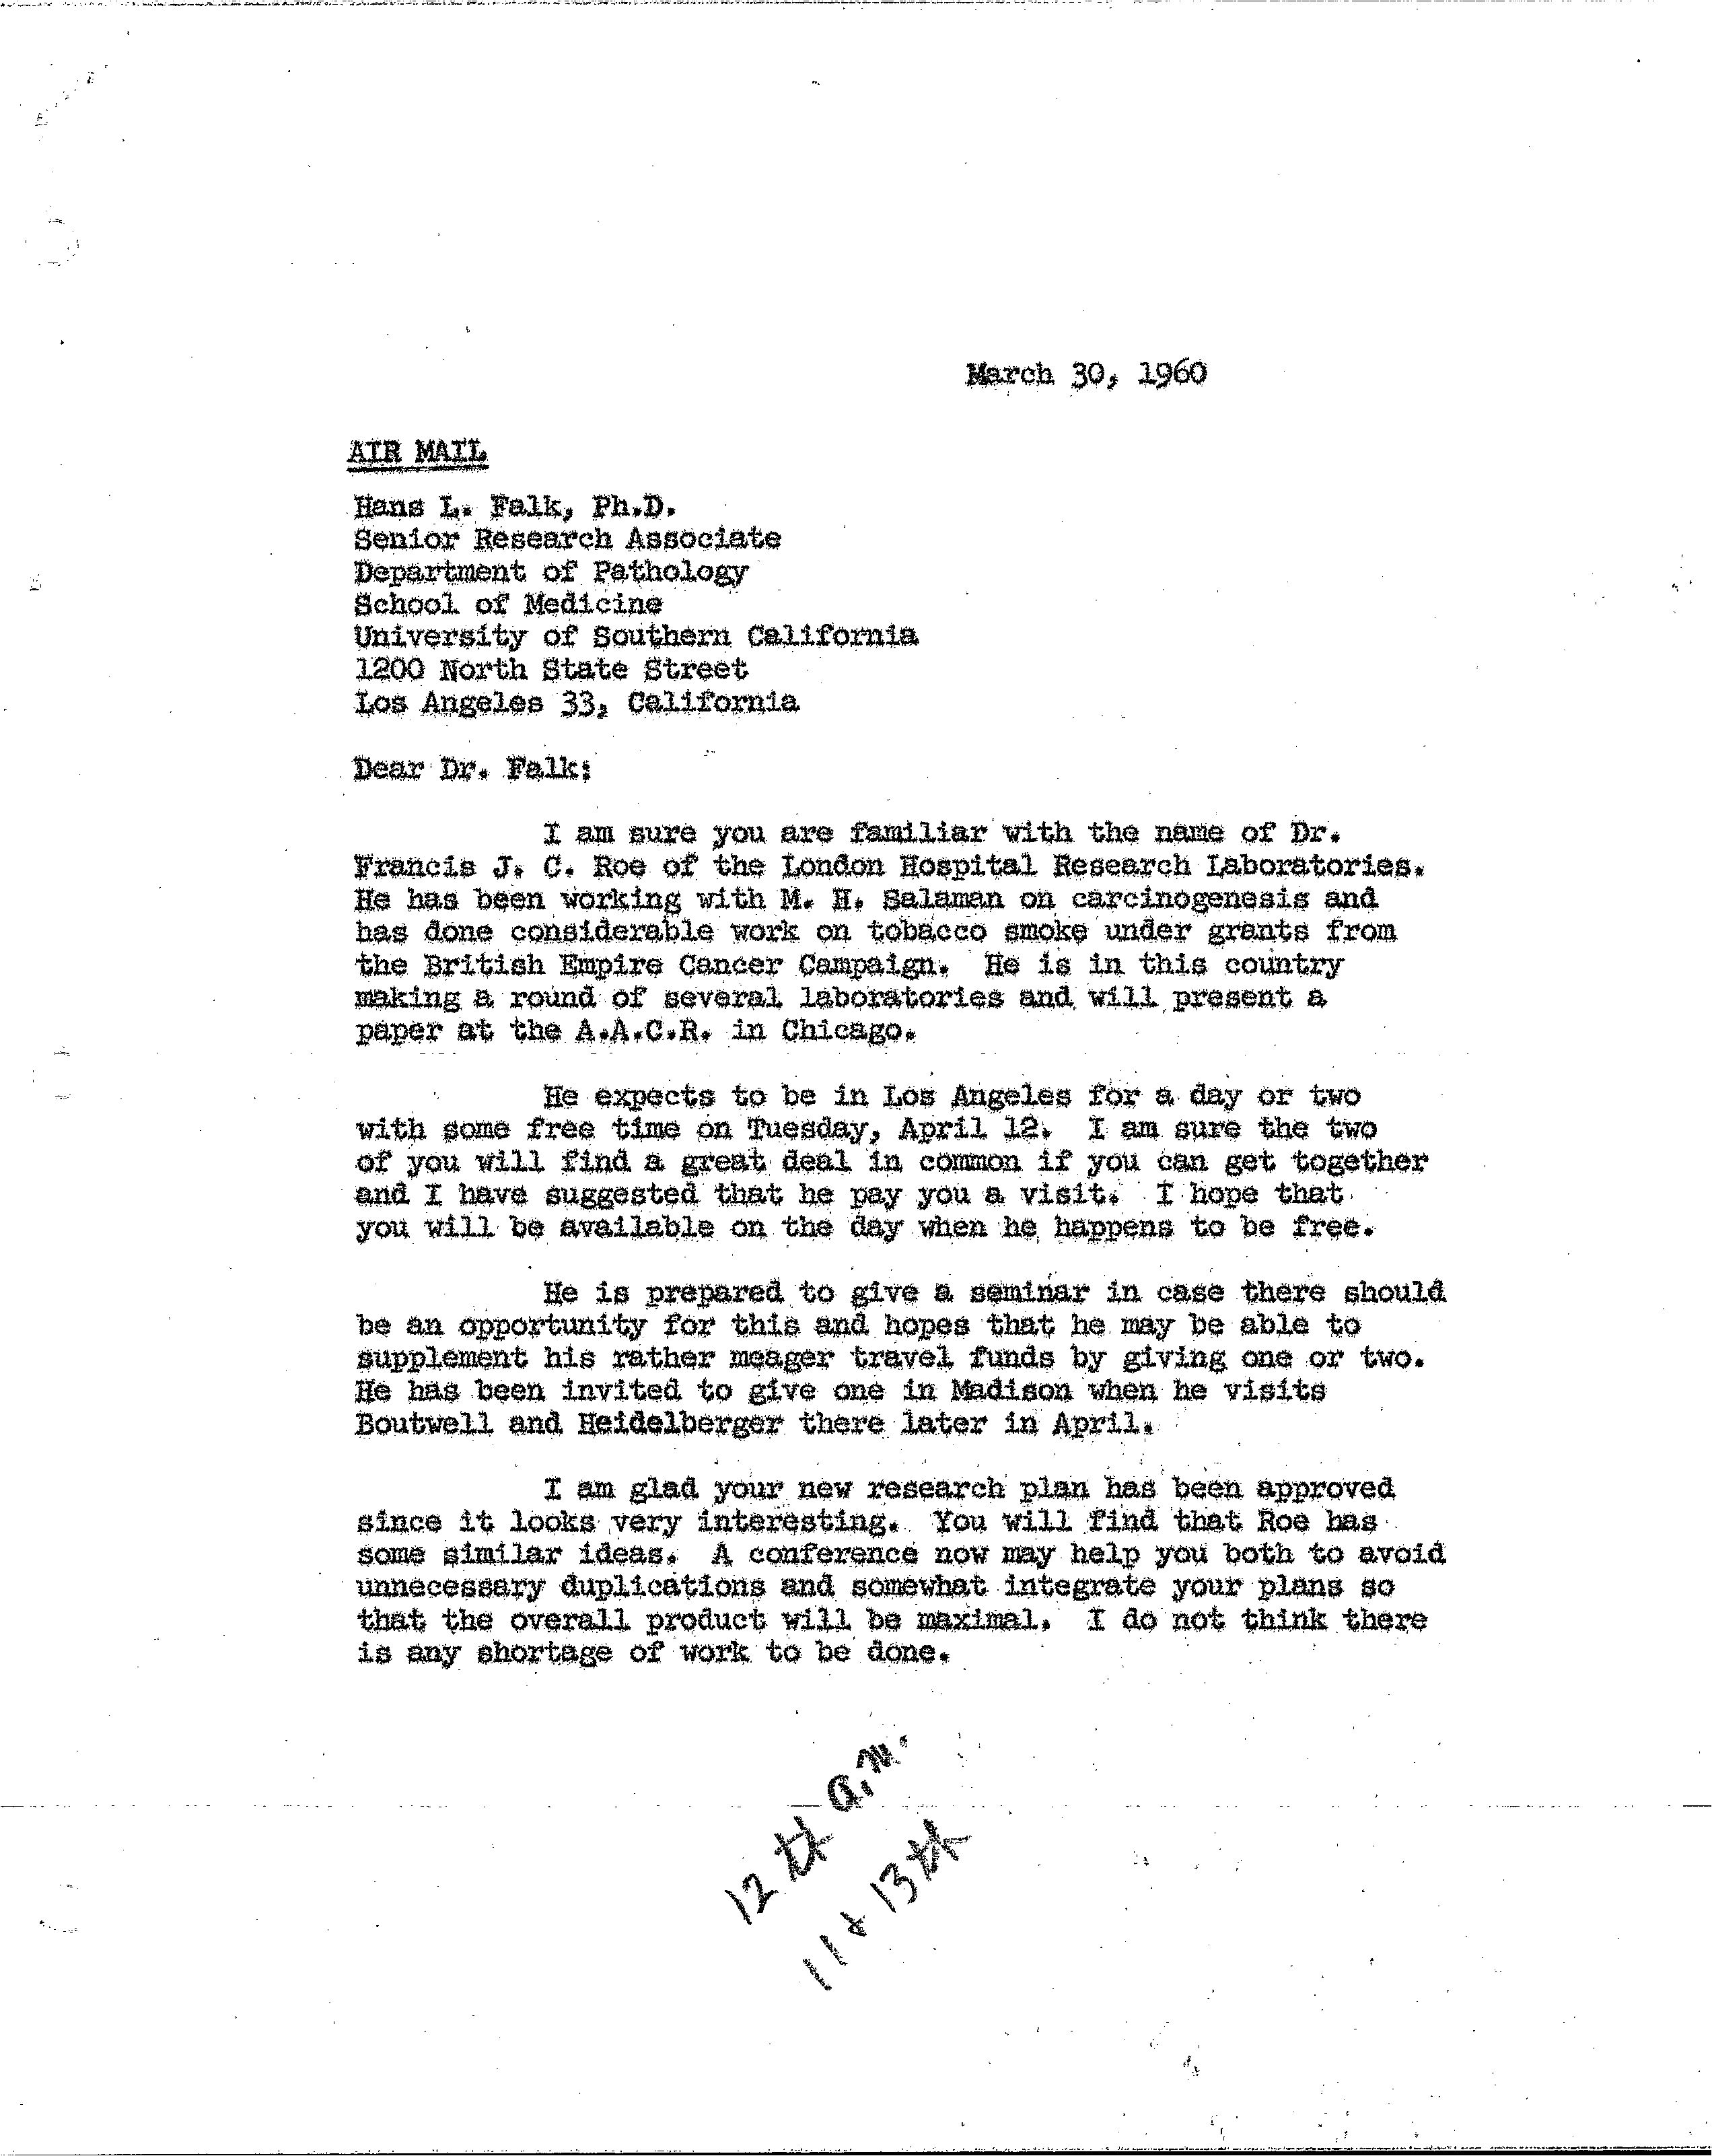 March 30, 1960
AIR MAIL
Hans L. Falk, Ph.D.
Senior Research Associate
Department of Pathology
School of Medicine
University of Southern California
1200 North State Street
Los Angeles 33, California
Dear Dr. Falk:
I am sure you are familiar with the name of Dr.
Francis J. C. Roe of the London Hospital Research Laboratories.
He has been working with M. H. Salaman on carcinogenesis and
has done considerable work on tobacco smoke under grants from
the British Empire Cancer Campaign. He is in this country
making a round of several laboratories and will present a
paper at the A.A.C.R. in Chicago.
He expects to be in Los Angeles for a day or two
with some free time on Tuesday, April 12. I am sure the two
of you will find a great deal in common if you can get together
and I have suggested that he pay you a visit. I hope that
you will be available on the day when he happens to be free.
He is prepared to give a seminar in case there should
be an opportunity for this and hopes that he may be able to
supplement his rather meager travel funds by giving one or two.
He has been invited to give one in Madison when he visits
Boutwell and Heidelberger there later in April.
I am glad your new research plan has been approved
since it looks very interesting. You will find that Roe has
some similar ideas. A conference now may help you both to avoid
unnecessary duplications and somewhat integrate your plans so
that the overall product will be maximal. I do not think there
is any shortage of work to be done.
12th a.m.
11 & 13th